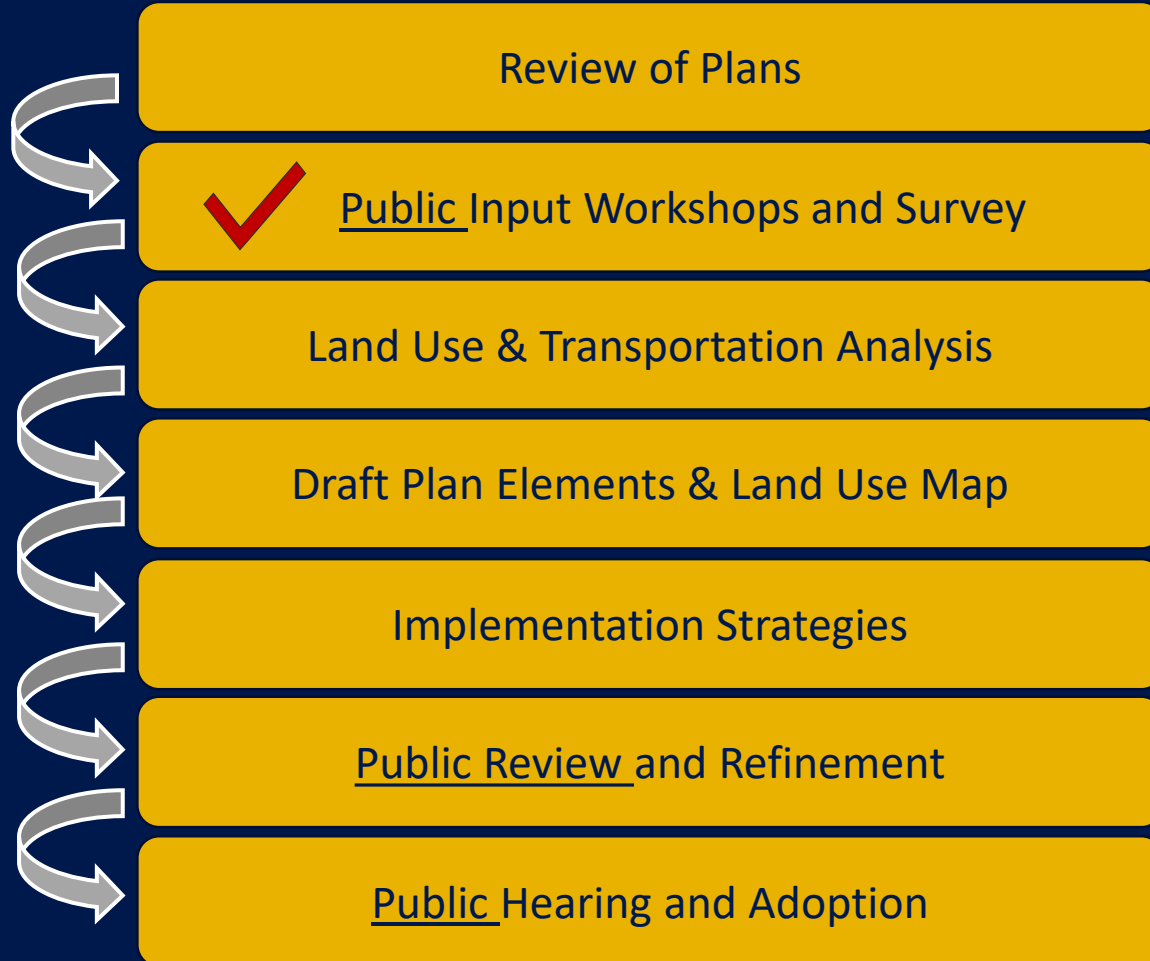 Review of Plans
Public Input Workshops and Survey
Land Use & Transportation Analysis
Draft Plan Elements & Land Use Map
Implementation Strategies
Public Review and Refinement
Public Hearing and Adoption